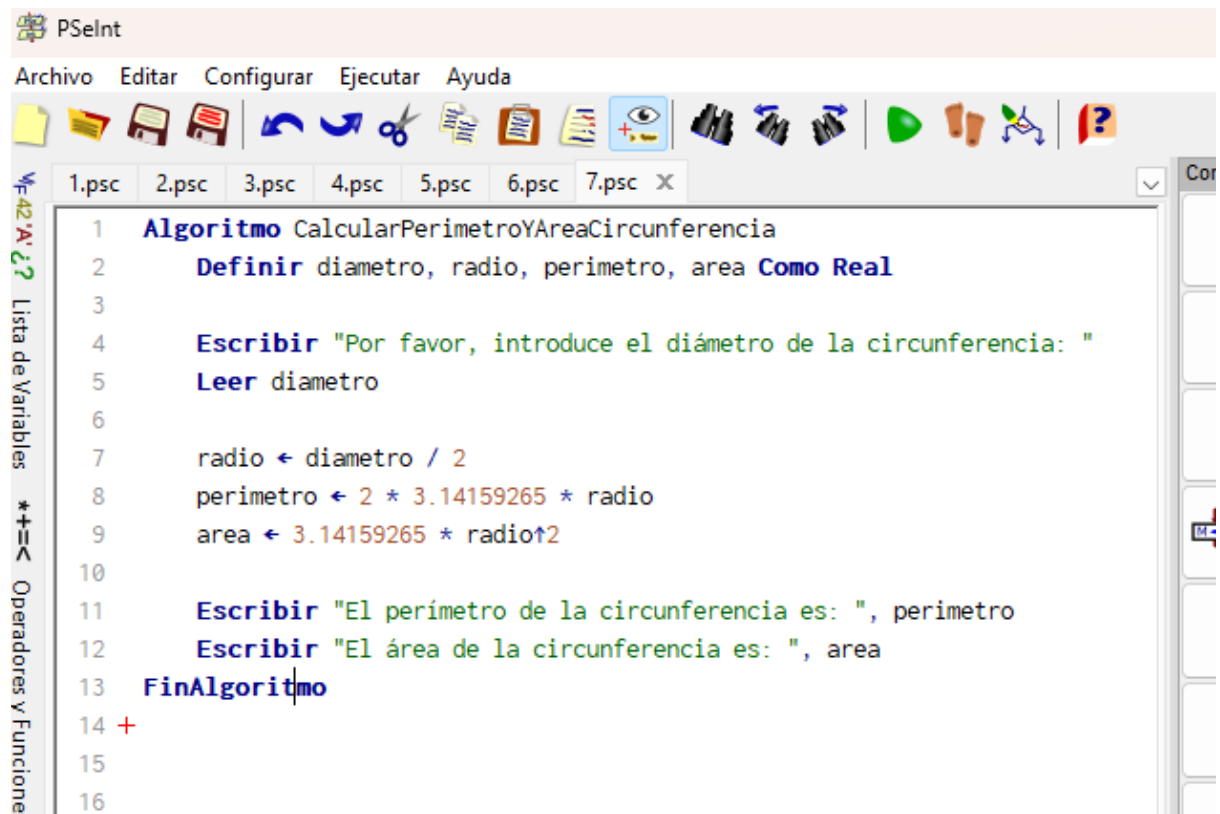 PSeInt
Archivo Editar Configurar Ejecutar Ayuda
1.psc 2.psc 3.psc 4.psc 5.psc 6.psc 7.psc
1 Algoritmo CalcularPerimetroYAreaCircunferencia
2 Definir diametro, radio, perimetro, area Como Real
3
4 Escribir "Por favor, introduce el diámetro de la circunferencia: "
5 Leer diametro
6
7 radio ← diametro / 2
8 perimetro ← 2 * 3.14159265 * radio
9 area ← 3.14159265 * radio↑2
10
11 Escribir "El perímetro de la circunferencia es: ", perimetro
12 Escribir "El área de la circunferencia es: ", area
13 FinAlgoritmo
14 +
15
16
42 'A' ¿? Lista de Variables
*+=< Operadores y Funcione
Cor